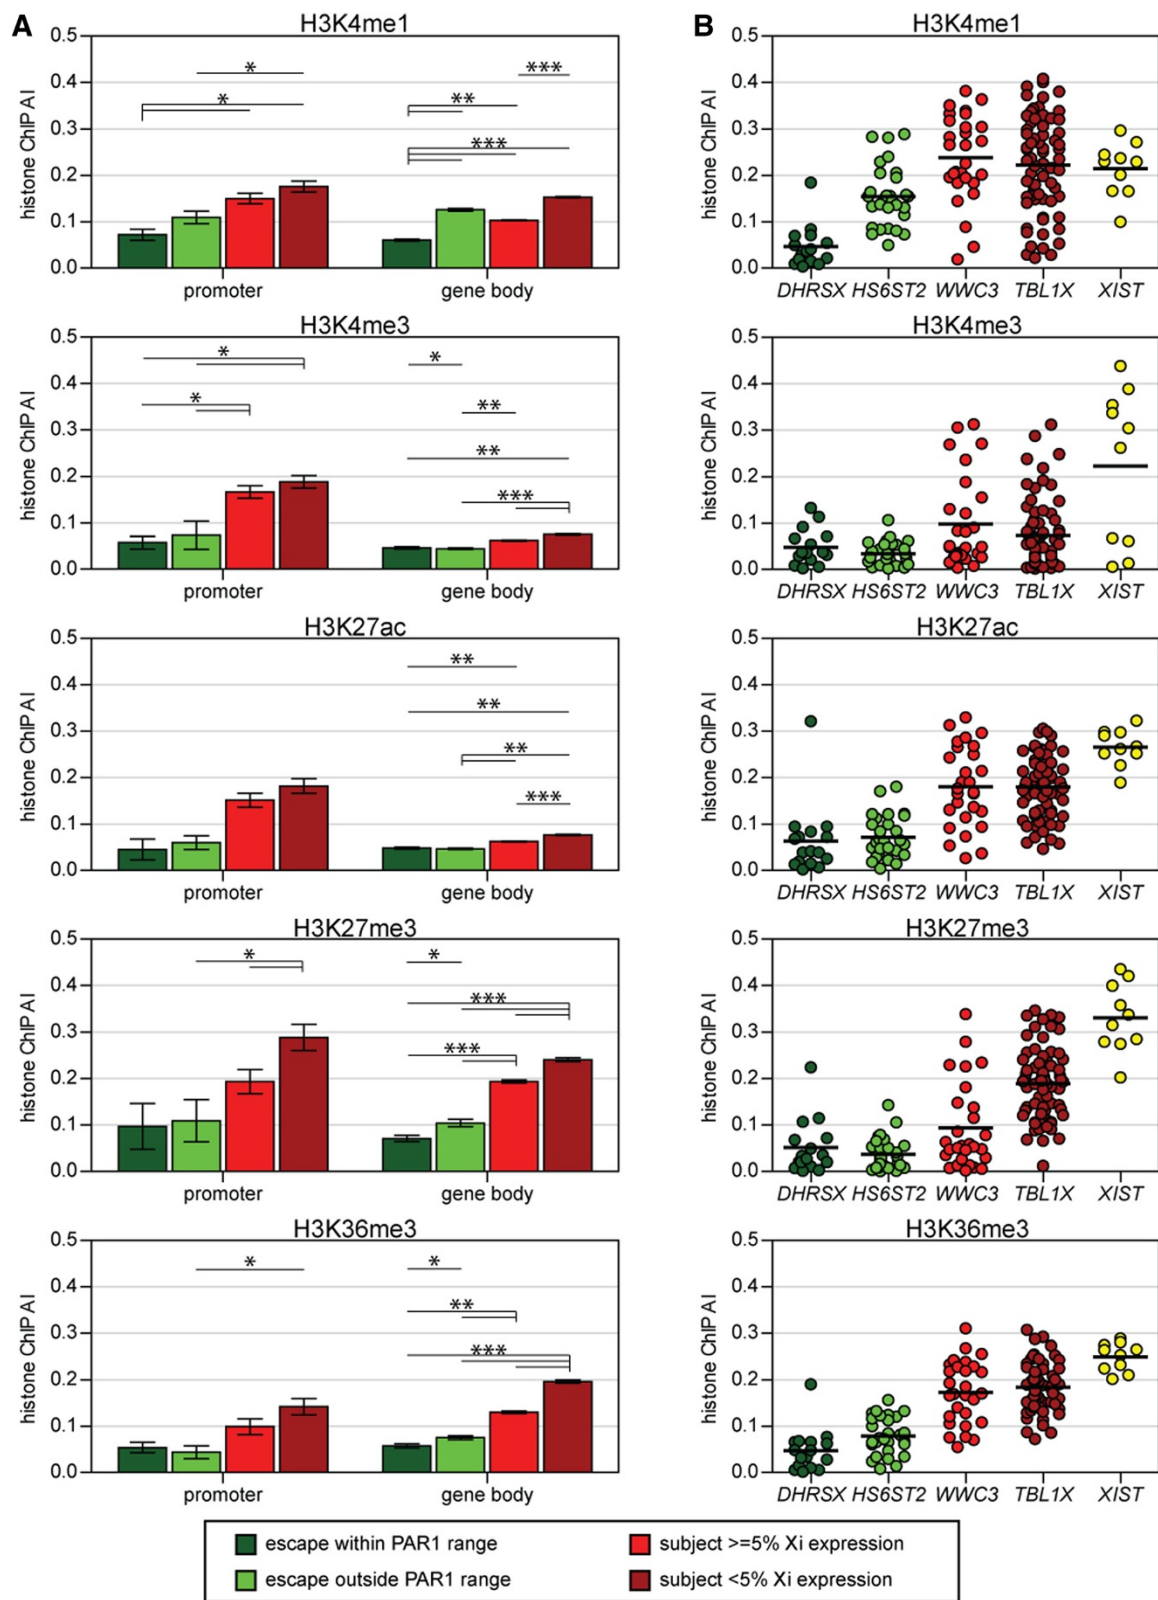 A
H3K4me1
histone ChIP AI
0.5
0.4
0.3
0.2
0.1
0.0
*
*
**
***
***
promoter
gene body
H3K4me3
histone ChIP AI
0.5
0.4
0.3
0.2
0.1
0.0
*
*
*
**
**
***
promoter
gene body
H3K27ac
histone ChIP AI
0.5
0.4
0.3
0.2
0.1
0.0
**
**
**
***
promoter
gene body
H3K27me3
histone ChIP AI
0.5
0.4
0.3
0.2
0.1
0.0
*
*
***
***
promoter
gene body
H3K36me3
histone ChIP AI
0.5
0.4
0.3
0.2
0.1
0.0
*
*
**
***
promoter
gene body
B
H3K4me1
histone ChIP AI
0.5
0.4
0.3
0.2
0.1
0.0
DHRSX HS6ST2 WWC3 TBL1X XIST
H3K4me3
histone ChIP AI
0.5
0.4
0.3
0.2
0.1
0.0
DHRSX HS6ST2 WWC3 TBL1X XIST
H3K27ac
histone ChIP AI
0.5
0.4
0.3
0.2
0.1
0.0
DHRSX HS6ST2 WWC3 TBL1X XIST
H3K27me3
histone ChIP AI
0.5
0.4
0.3
0.2
0.1
0.0
DHRSX HS6ST2 WWC3 TBL1X XIST
H3K36me3
histone ChIP AI
0.5
0.4
0.3
0.2
0.1
0.0
DHRSX HS6ST2 WWC3 TBL1X XIST
escape within PAR1 range
escape outside PAR1 range
subject >=5% Xi expression
subject <5% Xi expression